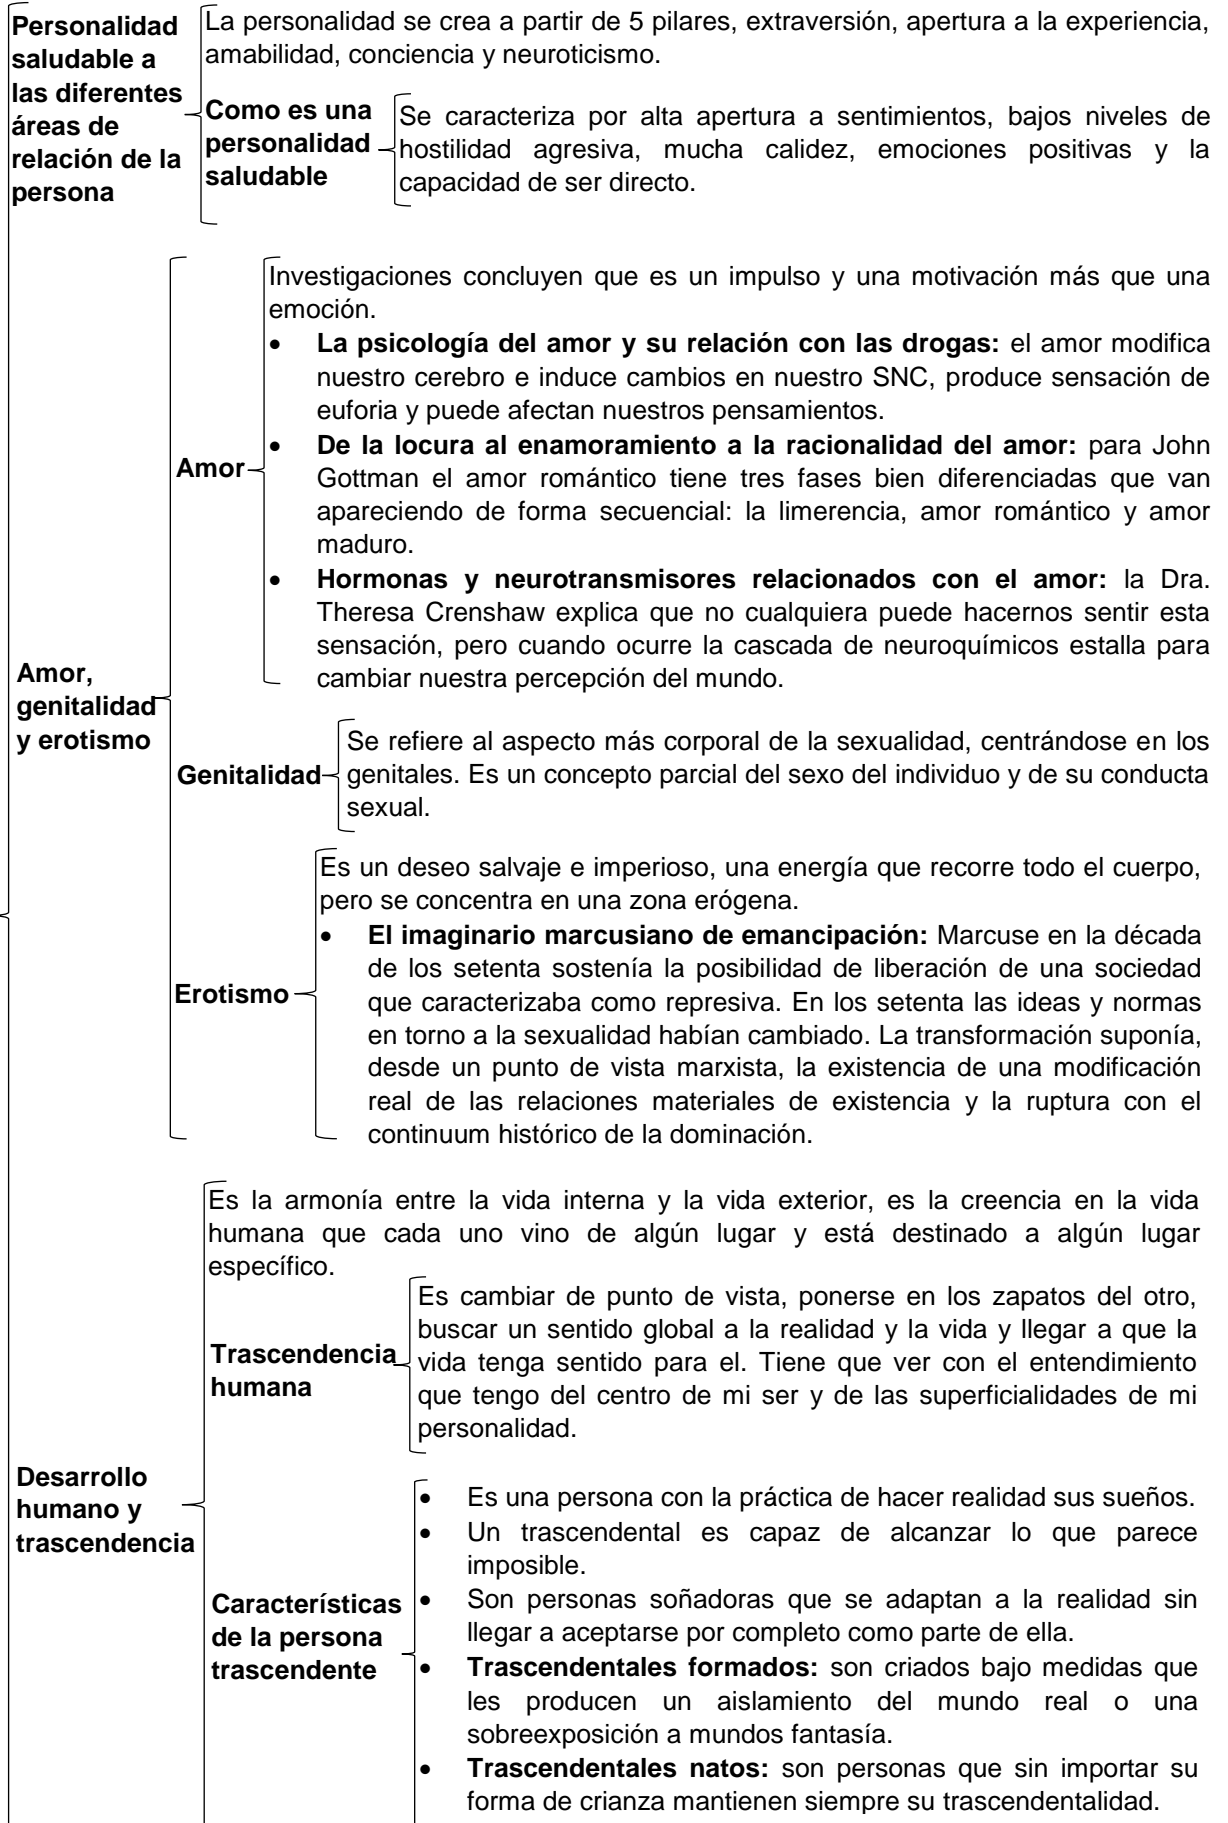 Personalidad
saludable a
las diferentes
áreas de
relación de la
persona
La personalidad se crea a partir de 5 pilares, extraversión, apertura a la experiencia,
amabilidad, conciencia y neuroticismo.
Como es una
personalidad
saludable
Se caracteriza por alta apertura a sentimientos, bajos niveles de
hostilidad agresiva, mucha calidez, emociones positivas y la
capacidad de ser directo.
Amor,
genitalidad
y erotismo
Amor
Investigaciones concluyen que es un impulso y una motivación más que una
emoción.
• La psicología del amor y su relación con las drogas: el amor modifica
nuestro cerebro e induce cambios en nuestro SNC, produce sensación de
euforia y puede afectan nuestros pensamientos.
• De la locura al enamoramiento a la racionalidad del amor: para John
Gottman el amor romántico tiene tres fases bien diferenciadas que van
apareciendo de forma secuencial: la limerencia, amor romántico y amor
maduro.
• Hormonas y neurotransmisores relacionados con el amor: la Dra.
Theresa Crenshaw explica que no cualquiera puede hacernos sentir esta
sensación, pero cuando ocurre la cascada de neuroquímicos estalla para
cambiar nuestra percepción del mundo.
Genitalidad
Se refiere al aspecto más corporal de la sexualidad, centrándose en los
genitales. Es un concepto parcial del sexo del individuo y de su conducta
sexual.
Erotismo
Es un deseo salvaje e imperioso, una energía que recorre todo el cuerpo,
pero se concentra en una zona erógena.
• El imaginario marcusiano de emancipación: Marcuse en la década
de los setenta sostenía la posibilidad de liberación de una sociedad
que caracterizaba como represiva. En los setenta las ideas y normas
en torno a la sexualidad habían cambiado. La transformación suponía,
desde un punto de vista marxista, la existencia de una modificación
real de las relaciones materiales de existencia y la ruptura con el
continuum histórico de la dominación.
Desarrollo
humano y
trascendencia
Es la armonía entre la vida interna y la vida exterior, es la creencia en la vida
humana que cada uno vino de algún lugar y está destinado a algún lugar
específico.
Trascendencia
humana
Es cambiar de punto de vista, ponerse en los zapatos del otro,
buscar un sentido global a la realidad y la vida y llegar a que la
vida tenga sentido para el. Tiene que ver con el entendimiento
que tengo del centro de mi ser y de las superficialidades de mi
personalidad.
Características
de la persona
trascendente
• Es una persona con la práctica de hacer realidad sus sueños.
• Un trascendental es capaz de alcanzar lo que parece
imposible.
• Son personas soñadoras que se adaptan a la realidad sin
llegar a aceptarse por completo como parte de ella.
• Trascendentales formados: son criados bajo medidas que
les producen un aislamiento del mundo real o una
sobreexposición a mundos fantasía.
• Trascendentales natos: son personas que sin importar su
forma de crianza mantienen siempre su trascendentalidad.